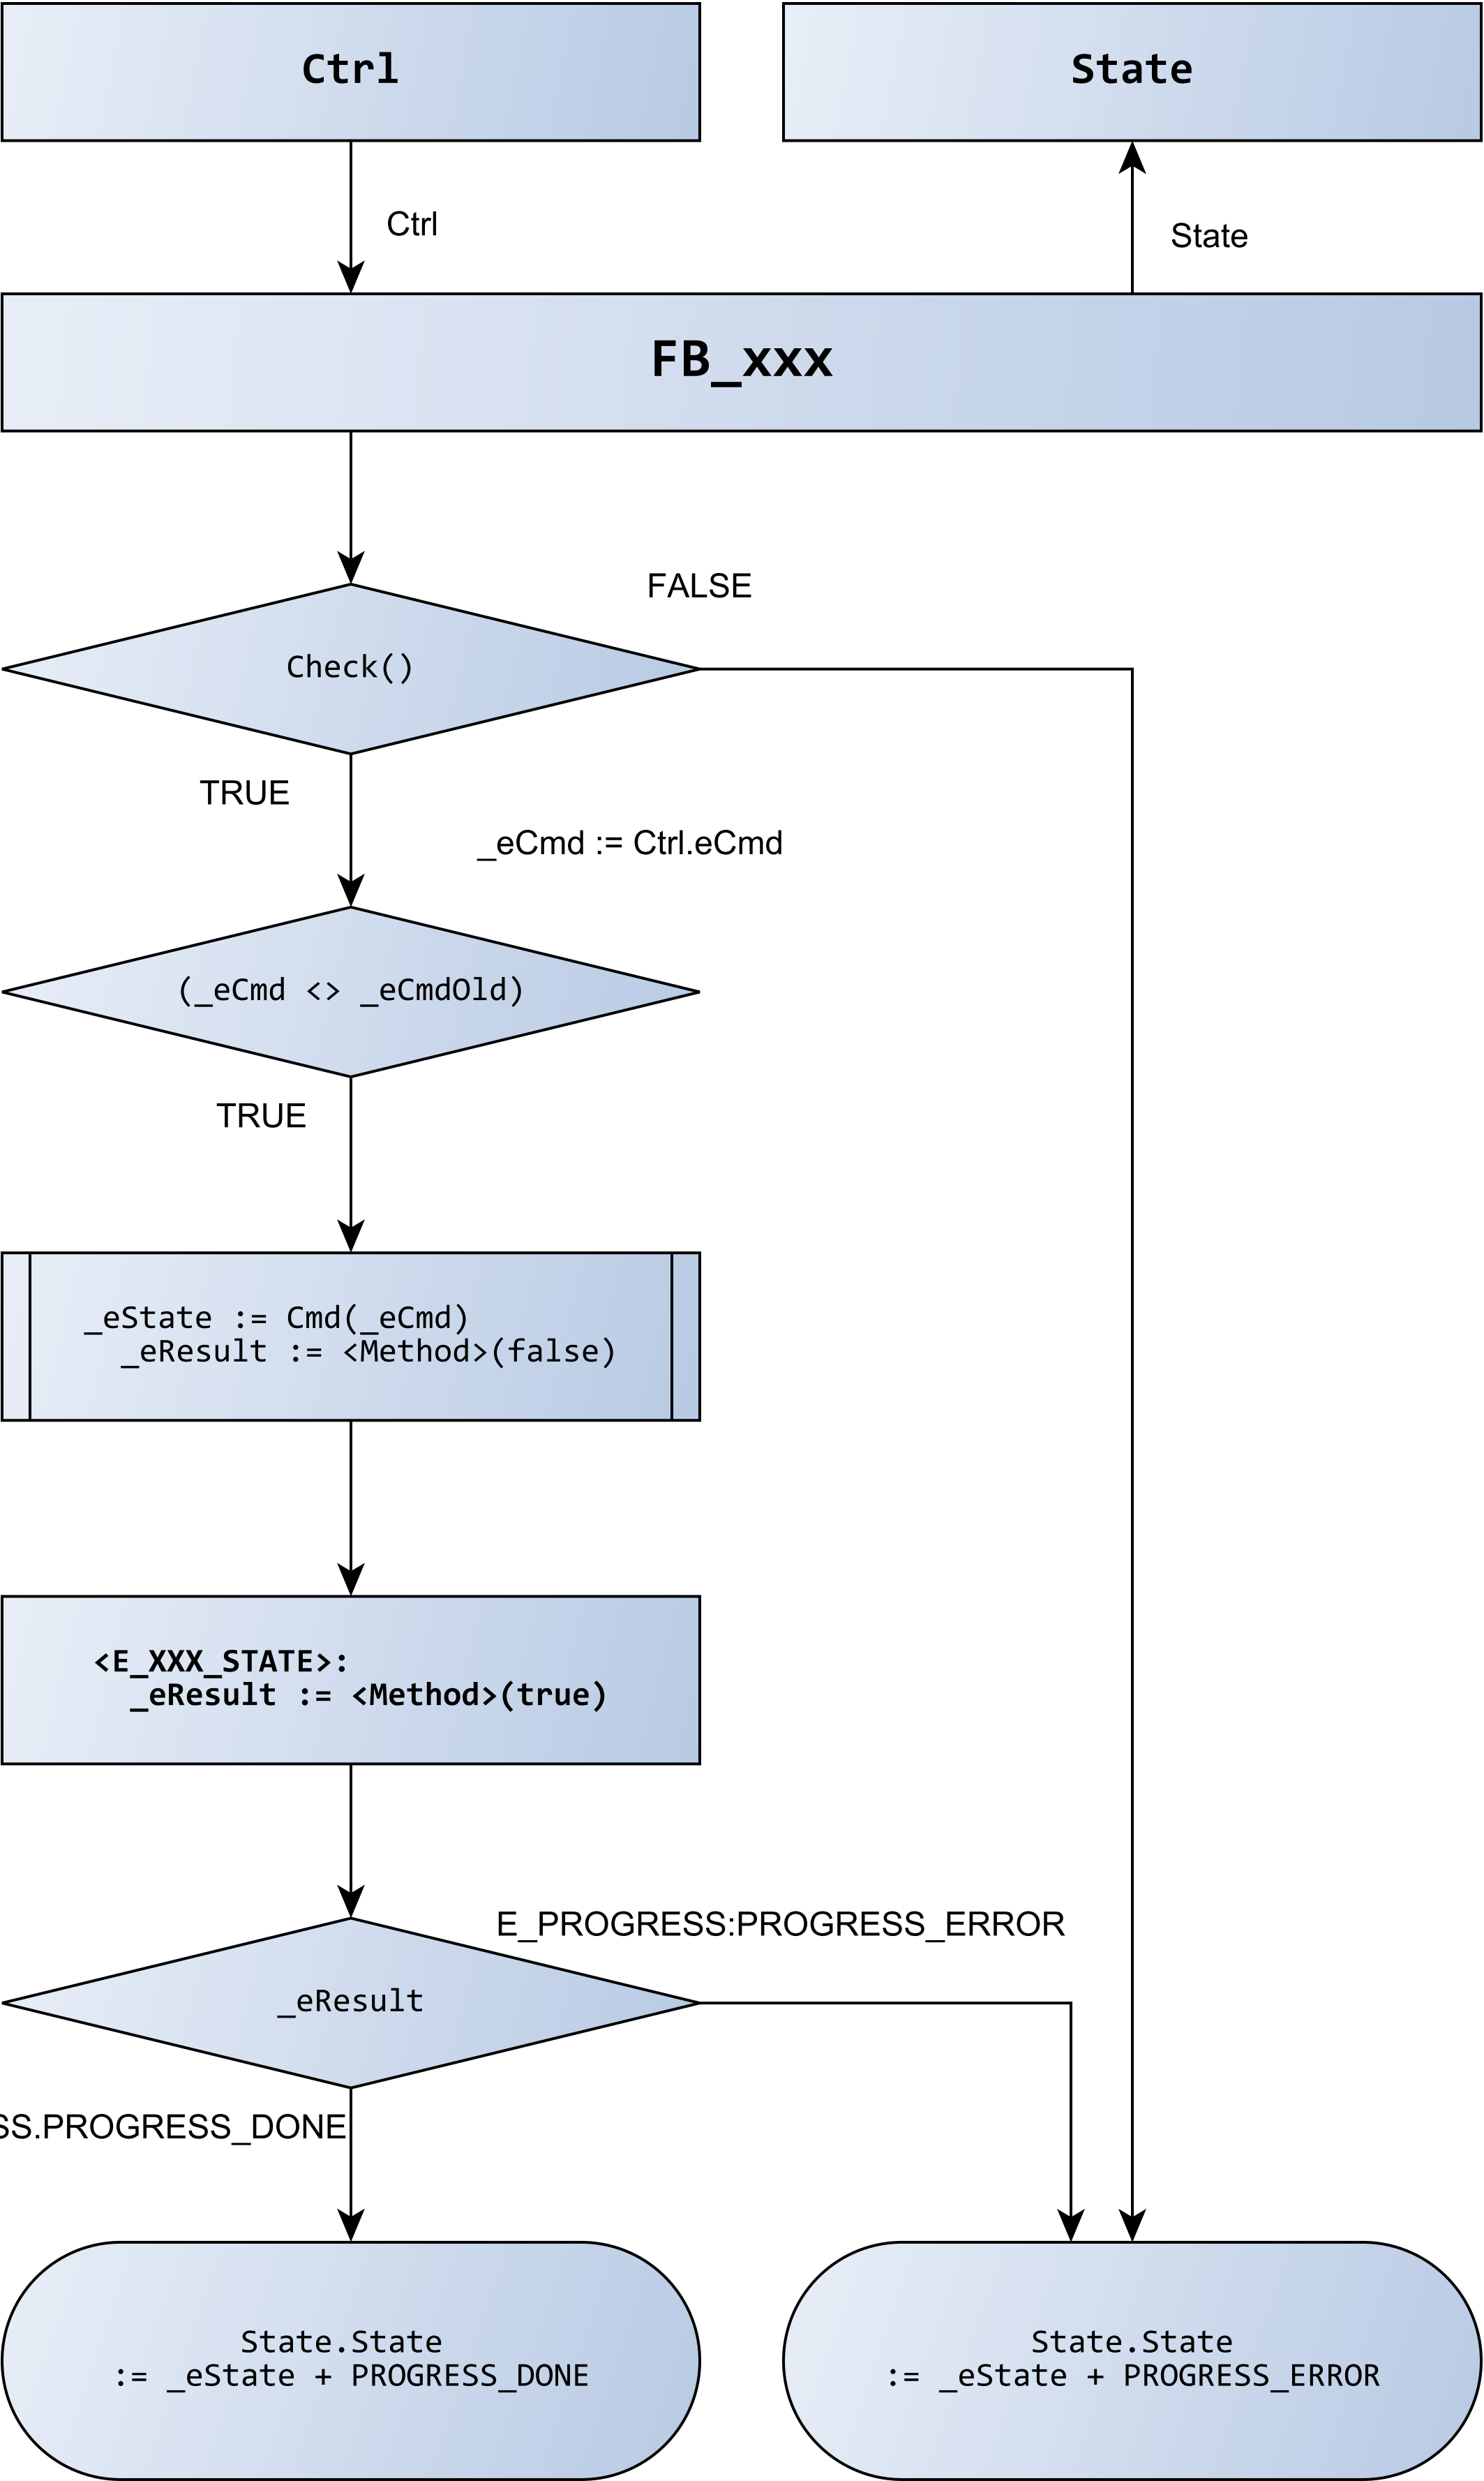 Ctrl
State
Ctrl
State
FB_xxx
FALSE
Check()
TRUE
_eCmd := Ctrl.eCmd
(_eCmd <> _eCmdOld)
TRUE
_eState := Cmd(_eCmd)
_eResult := <Method>(false)
<E_XXX_STATE>:
_eResult := <Method>(true)
E_PROGRESS:PROGRESS_ERROR
_eResult
SS.PROGRESS_DONE
State.State
:= _eState + PROGRESS_DONE
State.State
:= _eState + PROGRESS_ERROR